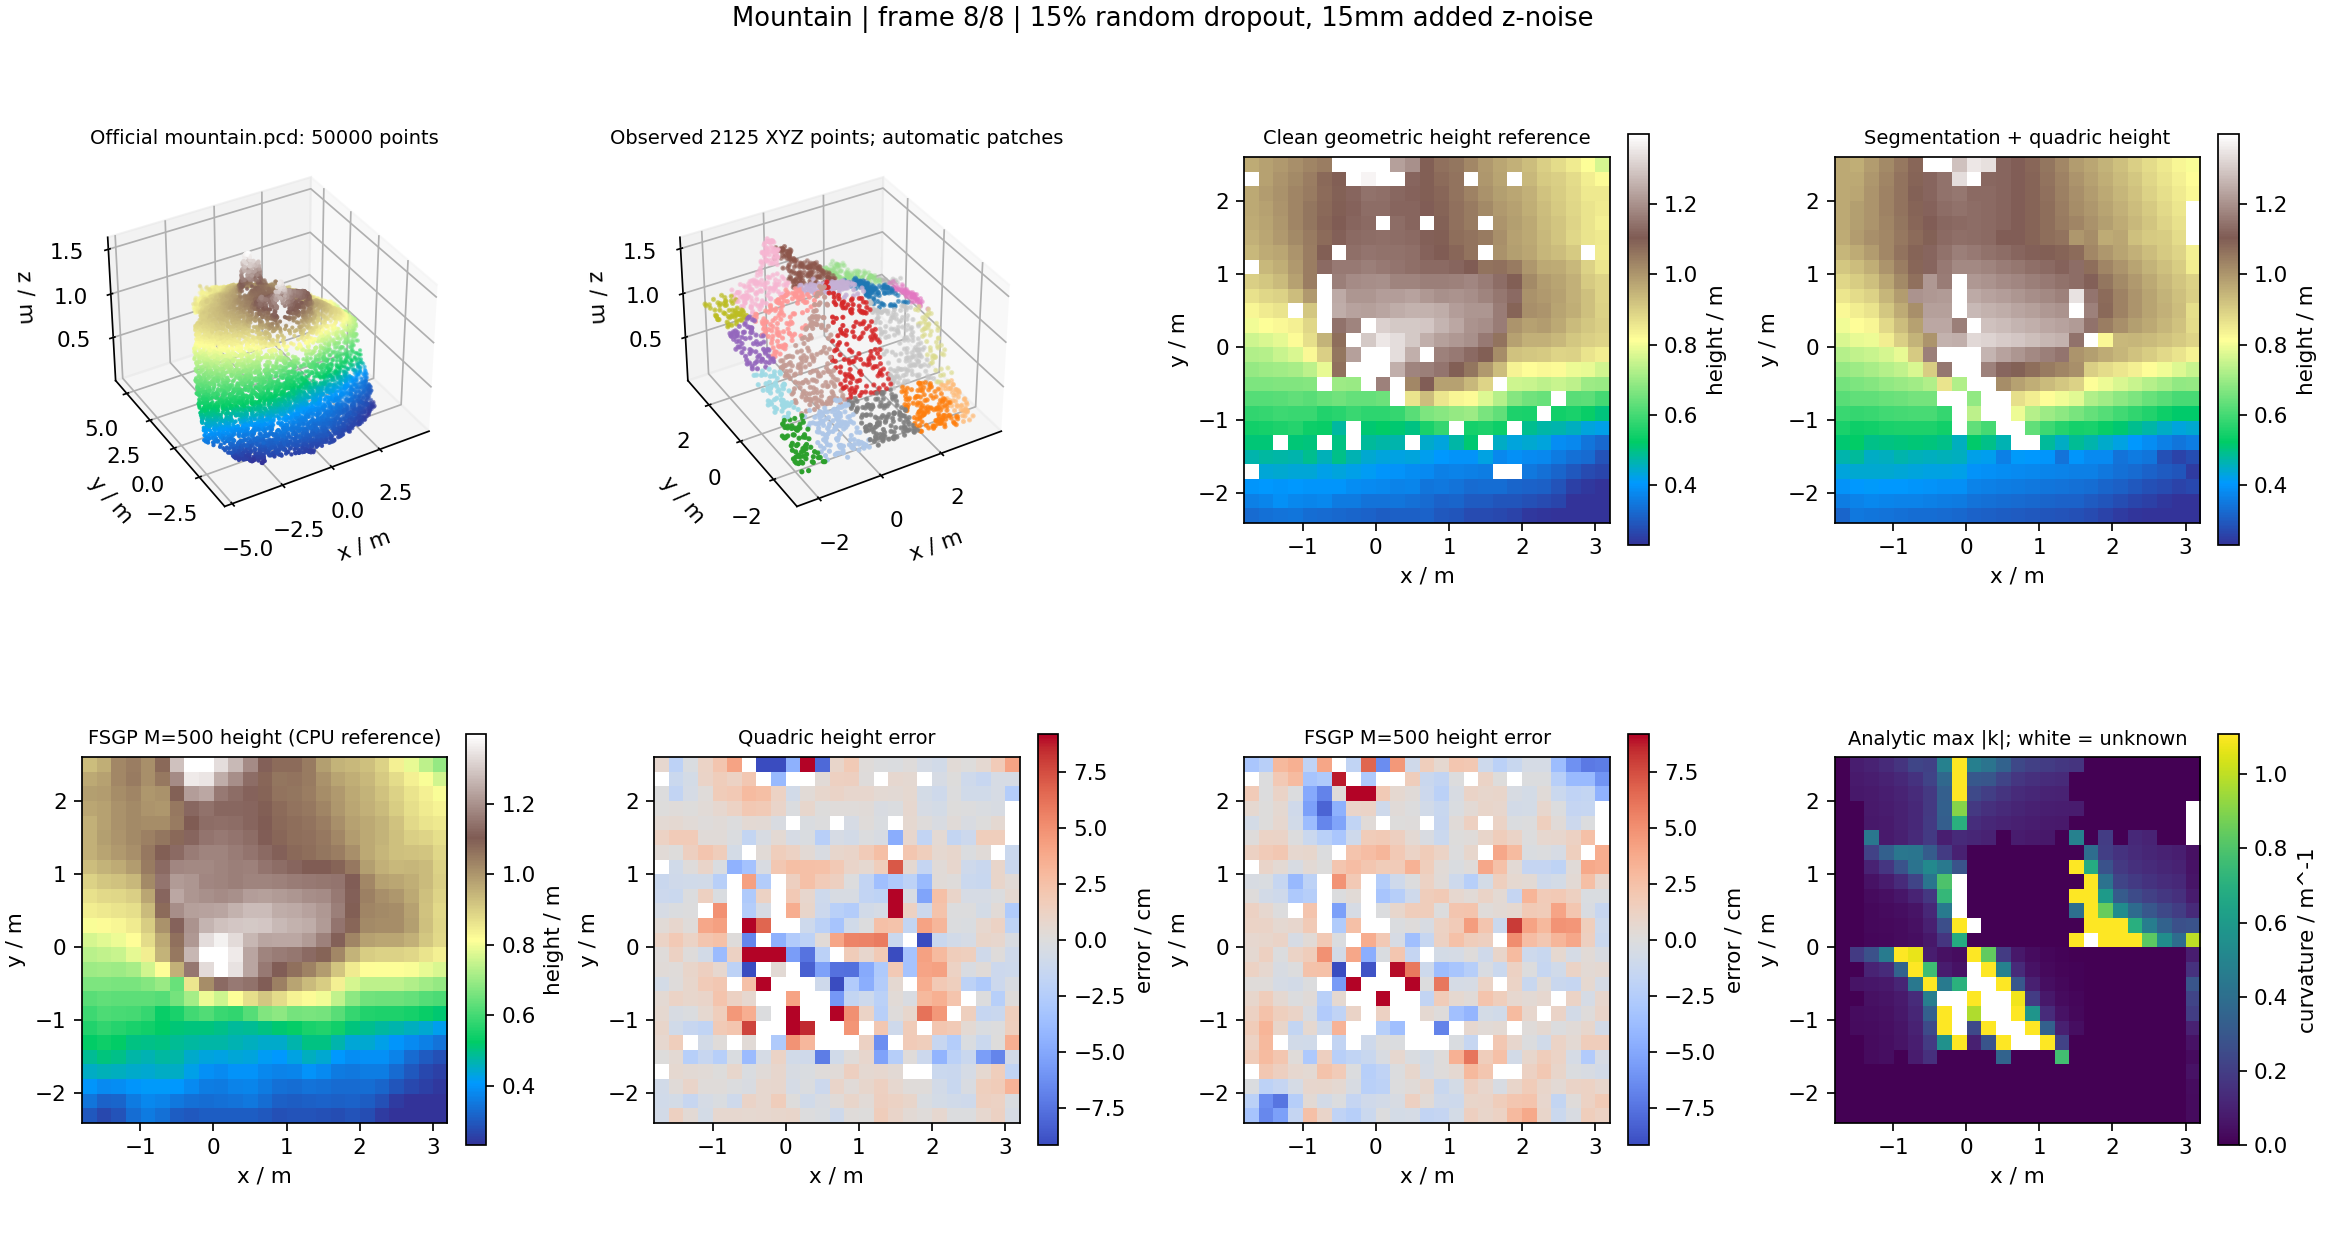 Mountain | frame 8/8 | 15% random dropout, 15mm added z-noise
Official mountain.pcd: 50000 points
1.5
1.0
0.5
z / m
5.0
2.5
0.0
−2.5
y / m
−5.0
−2.5
0.0
2.5
x / m
Observed 2125 XYZ points; automatic patches
1.5
1.0
0.5
z / m
2
0
−2
y / m
−2
0
2
x / m
Clean geometric height reference
2
1
0
−1
−2
y / m
−1 0 1 2 3
x / m
1.2
1.0
0.8
0.6
0.4
height / m
Segmentation + quadric height
2
1
0
−1
−2
y / m
−1 0 1 2 3
x / m
1.2
1.0
0.8
0.6
0.4
height / m
FSGP M=500 height (CPU reference)
2
1
0
−1
−2
y / m
−1 0 1 2 3
x / m
1.2
1.0
0.8
0.6
0.4
height / m
Quadric height error
2
1
0
−1
−2
y / m
−1 0 1 2 3
x / m
7.5
5.0
2.5
0.0
−2.5
−5.0
−7.5
error / cm
FSGP M=500 height error
2
1
0
−1
−2
y / m
−1 0 1 2 3
x / m
7.5
5.0
2.5
0.0
−2.5
−5.0
−7.5
error / cm
Analytic max |k|; white = unknown
2
1
0
−1
−2
y / m
−1 0 1 2 3
x / m
1.0
0.8
0.6
0.4
0.2
0.0
curvature / m^-1